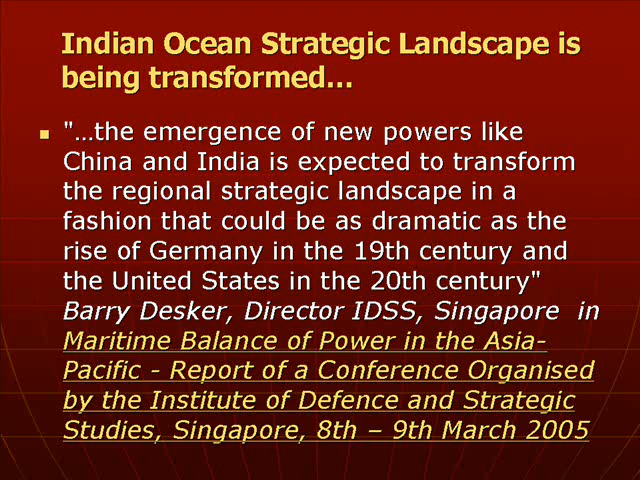 Indian Ocean Strategic Landscape is
being transformed…
"…the emergence of new powers like
China and India is expected to transform
the regional strategic landscape in a
fashion that could be as dramatic as the
rise of Germany in the 19th century and
the United States in the 20th century"
Barry Desker, Director IDSS, Singapore in
Maritime Balance of Power in the Asia-
Pacific - Report of a Conference Organised
by the Institute of Defence and Strategic
Studies, Singapore, 8th – 9th March 2005